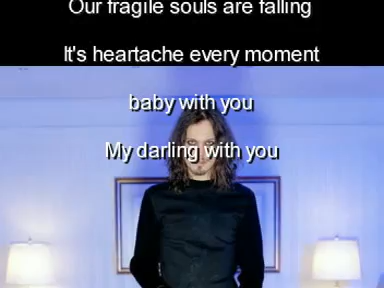 Our fragile souls are falling
It's heartache every moment
baby with you
My darling with you